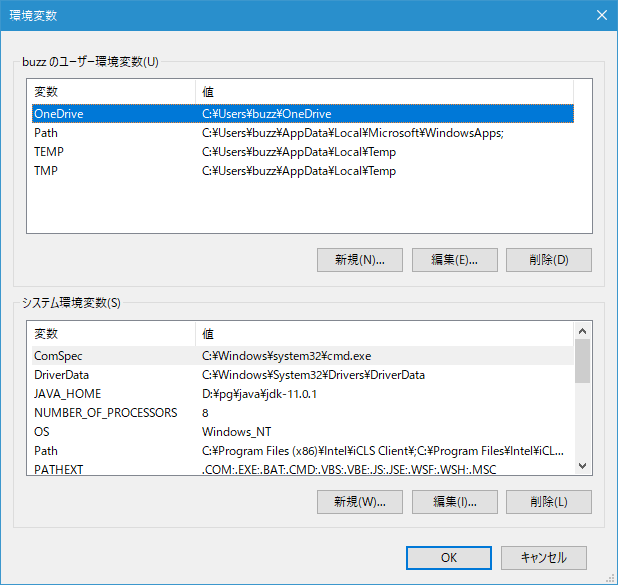 環境変数
buzz のユーザー環境変数(U)
変数 値
OneDrive C:¥Users¥buzz¥OneDrive
Path C:¥Users¥buzz¥AppData¥Local¥Microsoft¥WindowsApps;
TEMP C:¥Users¥buzz¥AppData¥Local¥Temp
TMP C:¥Users¥buzz¥AppData¥Local¥Temp
新規(N)... 編集(E)... 削除(D)
システム環境変数(S)
変数 値
ComSpec C:¥Windows¥system32¥cmd.exe
DriverData C:¥Windows¥System32¥Drivers¥DriverData
JAVA_HOME D:¥pg¥java¥jdk-11.0.1
NUMBER_OF_PROCESSORS 8
OS Windows_NT
Path C:¥Program Files (x86)¥Intel¥iCLS Client¥;C:¥Program Files¥Intel¥iCL...
PATHEXT .COM;.EXE;.BAT;.CMD;.VBS;.VBE;.JS;.JSE;.WSF;.WSH;.MSC
新規(W)... 編集(I)... 削除(L)
OK キャンセル